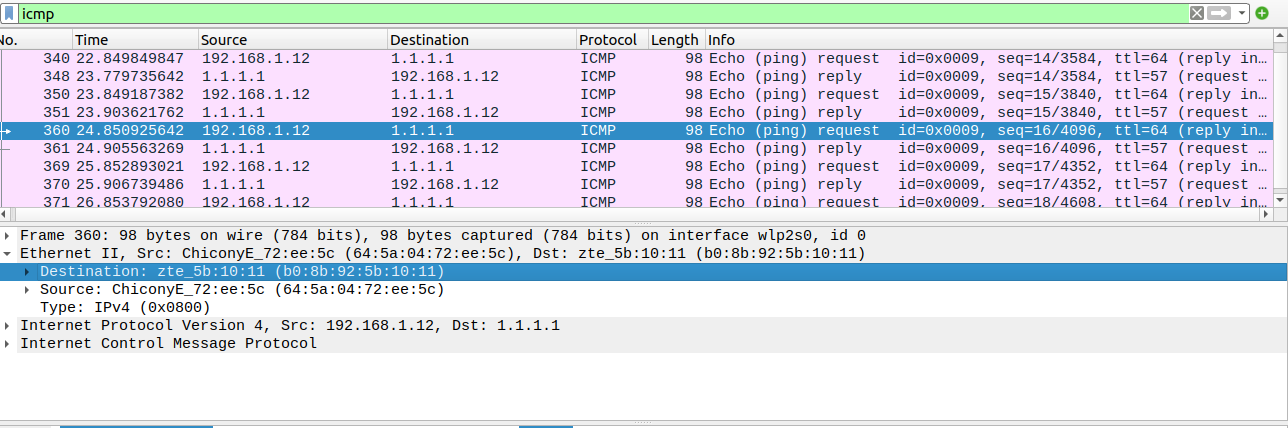 icmp
No. Time Source Destination Protocol Length Info
340 22.849849847 192.168.1.12 1.1.1.1 ICMP 98 Echo (ping) request id=0x0009, seq=14/3584, ttl=64 (reply in…
348 23.779735642 1.1.1.1 192.168.1.12 ICMP 98 Echo (ping) reply id=0x0009, seq=14/3584, ttl=57 (request …
350 23.849187382 192.168.1.12 1.1.1.1 ICMP 98 Echo (ping) request id=0x0009, seq=15/3840, ttl=64 (reply in…
351 23.903621762 1.1.1.1 192.168.1.12 ICMP 98 Echo (ping) reply id=0x0009, seq=15/3840, ttl=57 (request …
360 24.850925642 192.168.1.12 1.1.1.1 ICMP 98 Echo (ping) request id=0x0009, seq=16/4096, ttl=64 (reply in…
361 24.905563269 1.1.1.1 192.168.1.12 ICMP 98 Echo (ping) reply id=0x0009, seq=16/4096, ttl=57 (request …
369 25.852893021 192.168.1.12 1.1.1.1 ICMP 98 Echo (ping) request id=0x0009, seq=17/4352, ttl=64 (reply in…
370 25.906739486 1.1.1.1 192.168.1.12 ICMP 98 Echo (ping) reply id=0x0009, seq=17/4352, ttl=57 (request …
371 26.853792080 192.168.1.12 1.1.1.1 ICMP 98 Echo (ping) request id=0x0009, seq=18/4608, ttl=64 (reply in…
Frame 360: 98 bytes on wire (784 bits), 98 bytes captured (784 bits) on interface wlp2s0, id 0
Ethernet II, Src: ChiconyE_72:ee:5c (64:5a:04:72:ee:5c), Dst: zte_5b:10:11 (b0:8b:92:5b:10:11)
Destination: zte_5b:10:11 (b0:8b:92:5b:10:11)
Source: ChiconyE_72:ee:5c (64:5a:04:72:ee:5c)
Type: IPv4 (0x0800)
Internet Protocol Version 4, Src: 192.168.1.12, Dst: 1.1.1.1
Internet Control Message Protocol